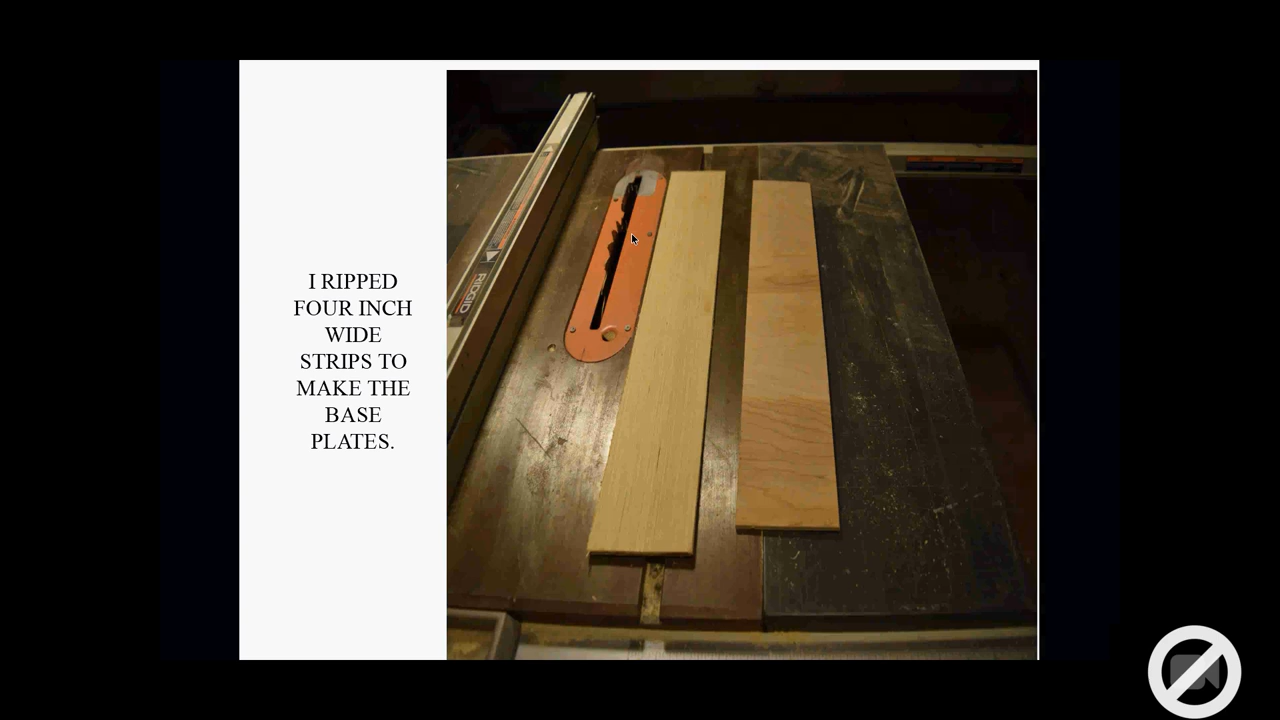 I RIPPED
FOUR INCH
WIDE
STRIPS TO
MAKE THE
BASE
PLATES.
RIDGID